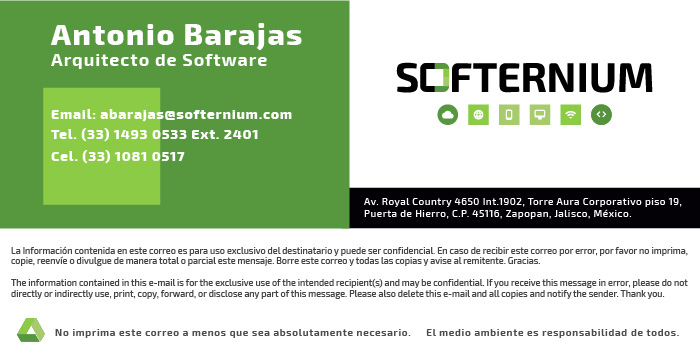 Antonio Barajas
Arquitecto de Software
Email: abarajas@softernium.com
Tel. (33) 1493 0533 Ext. 2401
Cel. (33) 1081 0517
SOFTERNIUM
Av. Royal Country 4650 Int.1902, Torre Aura Corporativo piso 19,
Puerta de Hierro, C.P. 45116, Zapopan, Jalisco, México.
La Información contenida en este correo es para uso exclusivo del destinatario y puede ser confidencial. En caso de recibir este correo por error, por favor no imprima,
copie, reenvíe o divulgue de manera total o parcial este mensaje. Borre este correo y todas las copias y avise al remitente. Gracias.
The information contained in this e-mail is for the exclusive use of the intended recipient(s) and may be confidential. If you receive this message in error, please do not
directly or indirectly use, print, copy, forward, or disclose any part of this message. Please also delete this e-mail and all copies and notify the sender. Thank you.
No imprima este correo a menos que sea absolutamente necesario. El medio ambiente es responsabilidad de todos.